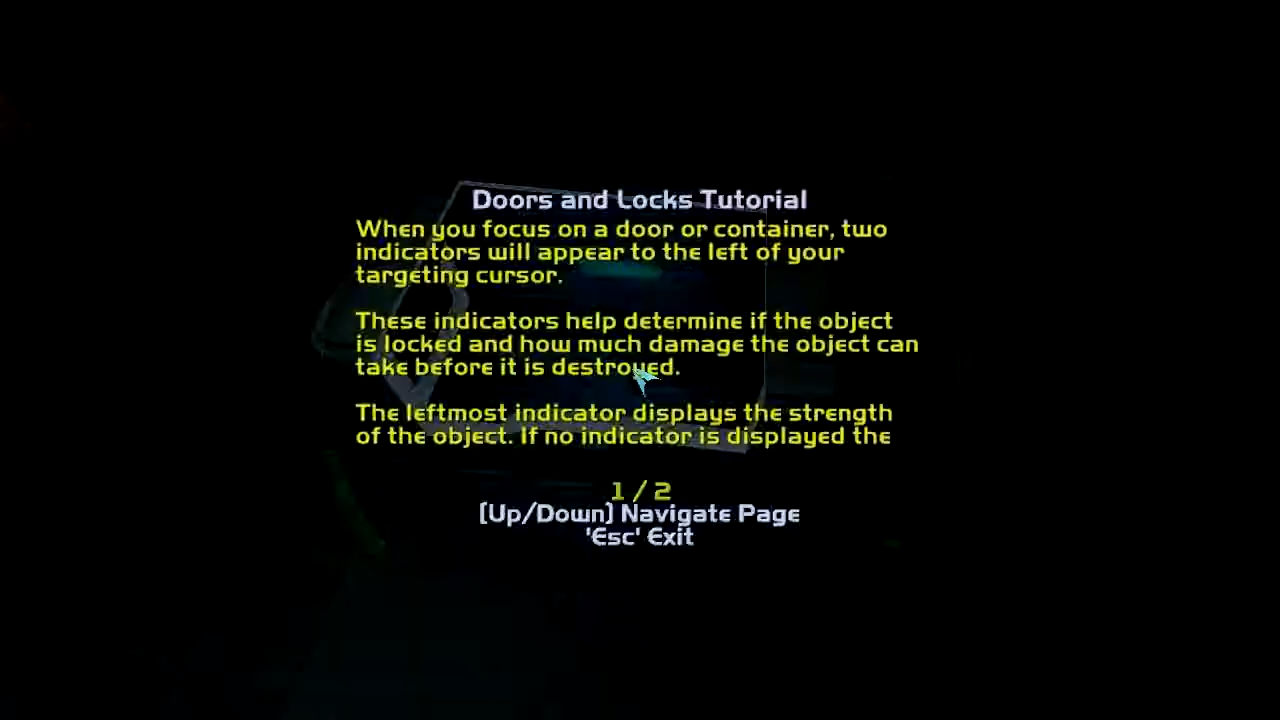 Doors and Locks Tutorial
When you focus on a door or container, two
indicators will appear to the left of your
targeting cursor.
These indicators help determine if the object
is locked and how much damage the object can
take before it is destroyed.
The leftmost indicator displays the strength
of the object. If no indicator is displayed the
1 / 2
[Up/Down] Navigate Page
'Esc' Exit